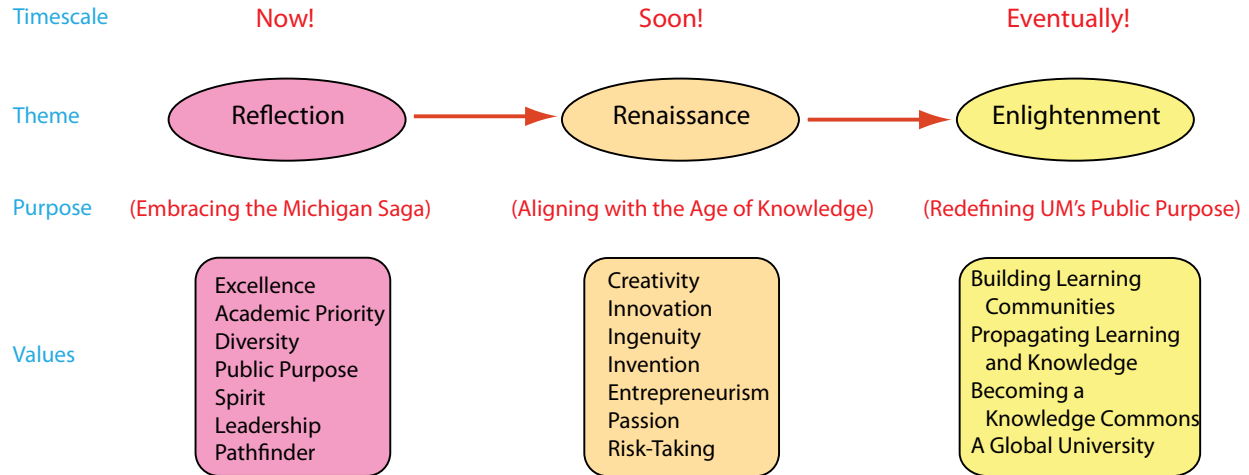 Timescale Now! Soon! Eventually!
Theme Reflection Renaissance Enlightenment
Purpose (Embracing the Michigan Saga) (Aligning with the Age of Knowledge) (Redefining UM's Public Purpose)
Values
Excellence
Academic Priority
Diversity
Public Purpose
Spirit
Leadership
Pathfinder
Creativity
Innovation
Ingenuity
Invention
Entrepreneurism
Passion
Risk-Taking
Building Learning
Communities
Propagating Learning
and Knowledge
Becoming a
Knowledge Commons
A Global University